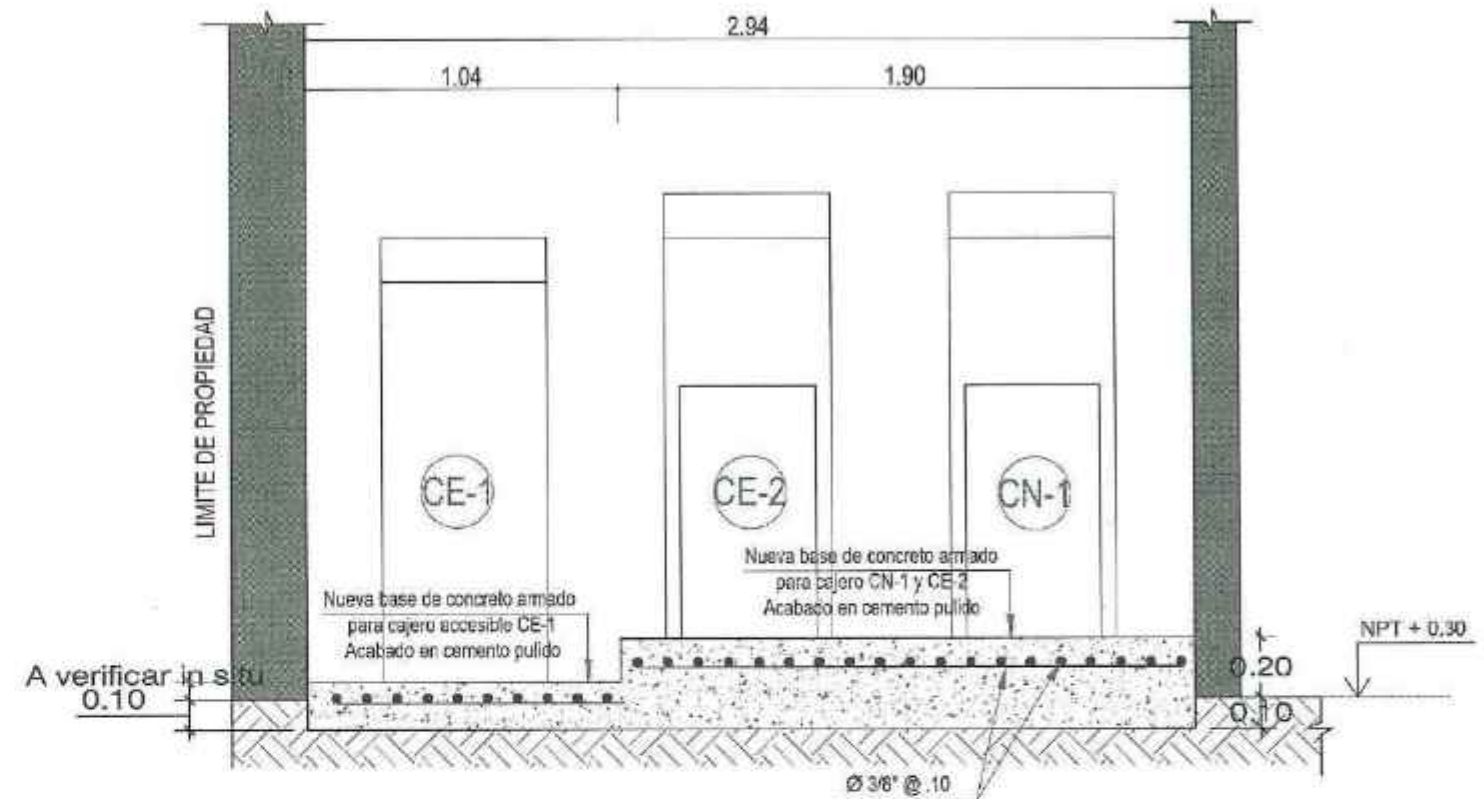 2.94
1.04
1.90
LIMITE DE PROPIEDAD
CE-1
CE-2
CN-1
Nueva base de concreto armado
para cajero CN-1 y CE-2
Acabado en cemento pulido
Nueva base de concreto armado
para cajero accesible CE-1
Acabado en cemento pulido
NPT + 0.30
A verificar in situ
0.10
0.20
0.10
Ø 3/8" @ .10